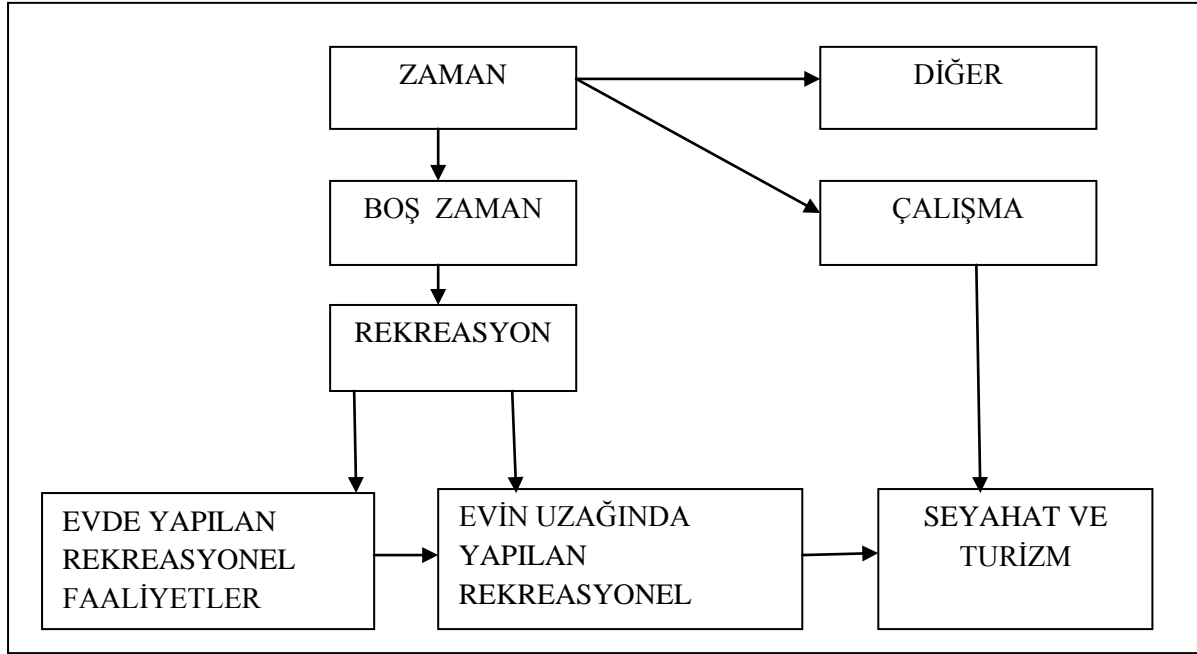 ZAMAN
DİĞER
BOŞ ZAMAN
ÇALIŞMA
REKREASYON
EVDE YAPILAN
REKREASYONEL
FAALİYETLER
EVİN UZAĞINDA
YAPILAN
REKREASYONEL
SEYAHAT VE
TURİZM